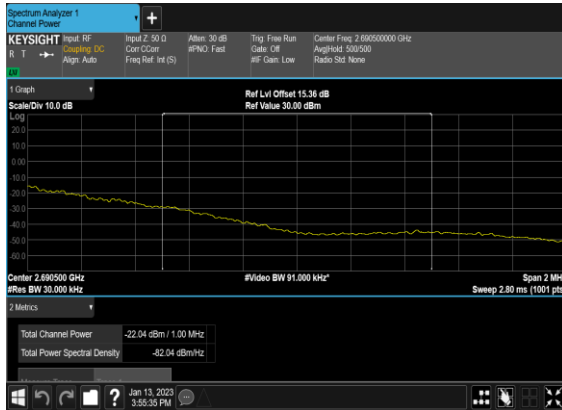 Spectrum Analyzer 1
Channel Power
KEYSIGHT
R T
LXI
Input: RF
Coupling: DC
Align: Auto
Input Z: 50 Ω
Corr CCorr
Freq Ref: Int (S)
Atten: 30 dB
#PNO: Fast
Trig: Free Run
Gate: Off
#IF Gain: Low
Center Freq: 2.690500000 GHz
Avg|Hold: 500/500
Radio Std: None
1 Graph
Scale/Div 10.0 dB
Ref Lvl Offset 15.36 dB
Ref Value 30.00 dBm
Log
20.0
10.0
0.00
-10.0
-20.0
-30.0
-40.0
-50.0
-60.0
Center 2.690500 GHz
#Video BW 91.000 kHz*
Span 2 MH
#Res BW 30.000 kHz
Sweep 2.80 ms (1001 pts
2 Metrics
Total Channel Power -22.04 dBm / 1.00 MHz
Total Power Spectral Density -82.04 dBm/Hz
Jan 13, 2023
3:55:35 PM